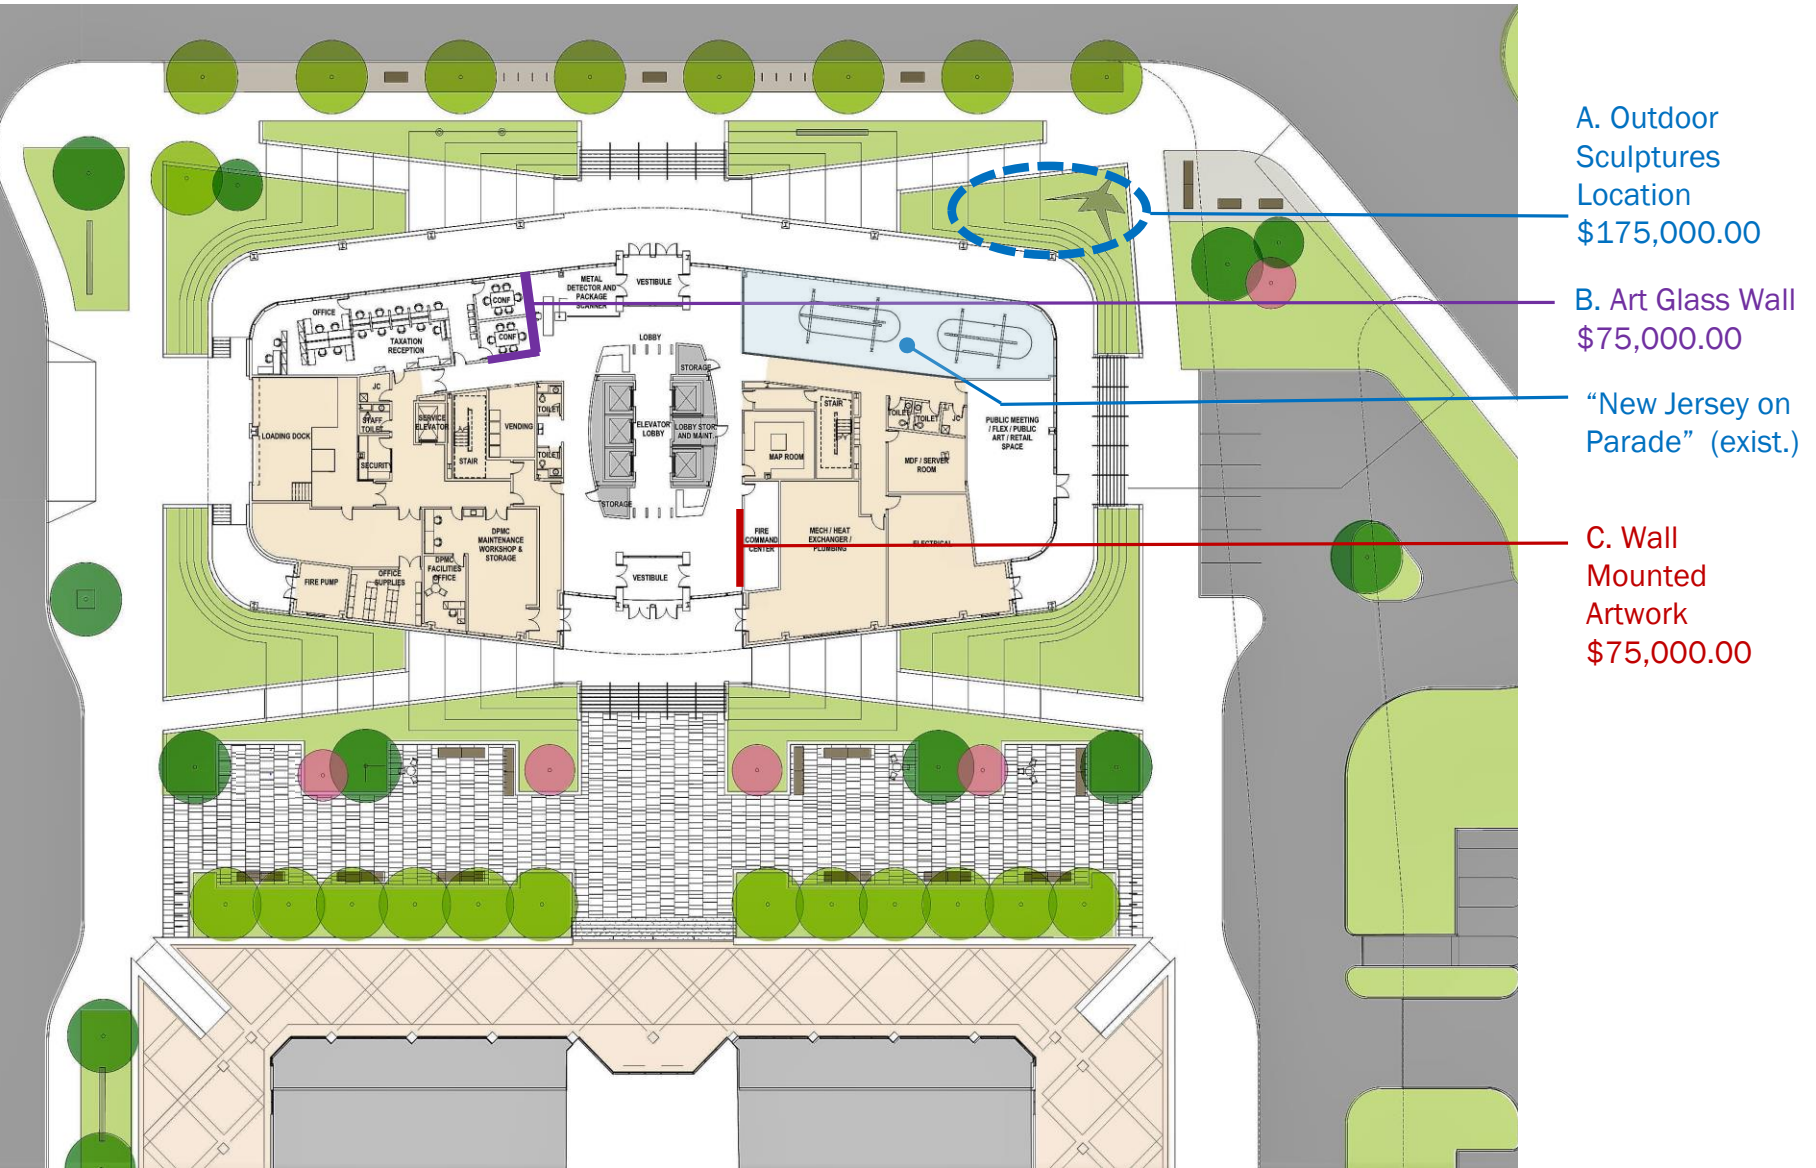 A. Outdoor
Sculptures
Location
$175,000.00
B. Art Glass Wall
$75,000.00
“New Jersey on
Parade” (exist.)
C. Wall
Mounted
Artwork
$75,000.00
METAL
DETECTOR AND
PACKAGE
SCANNER
VESTIBULE
CONF
OFFICE
CONF
TAXATION
RECEPTION
LOBBY
STORAGE
JC
STAFF
TOILET
SERVICE
ELEVATOR
TOILET
VENDING
LOADING DOCK
SECURITY
STAIR
TOILET
ELEVATOR
LOBBY
LOBBY STOR
AND MAINT.
STORAGE
STAIR
TOILET
TOILET
JC
PUBLIC MEETING
/ FLEX / PUBLIC
ART / RETAIL
SPACE
MAP ROOM
MDF / SERVER
ROOM
DPMC
MAINTENANCE
WORKSHOP &
STORAGE
FIRE
COMMAND
CENTER
MECH / HEAT
EXCHANGER /
PLUMBING
ELECTRICAL
DPMC
FACILITIES
OFFICE
FIRE PUMP
OFFICE
SUPPLIES
VESTIBULE